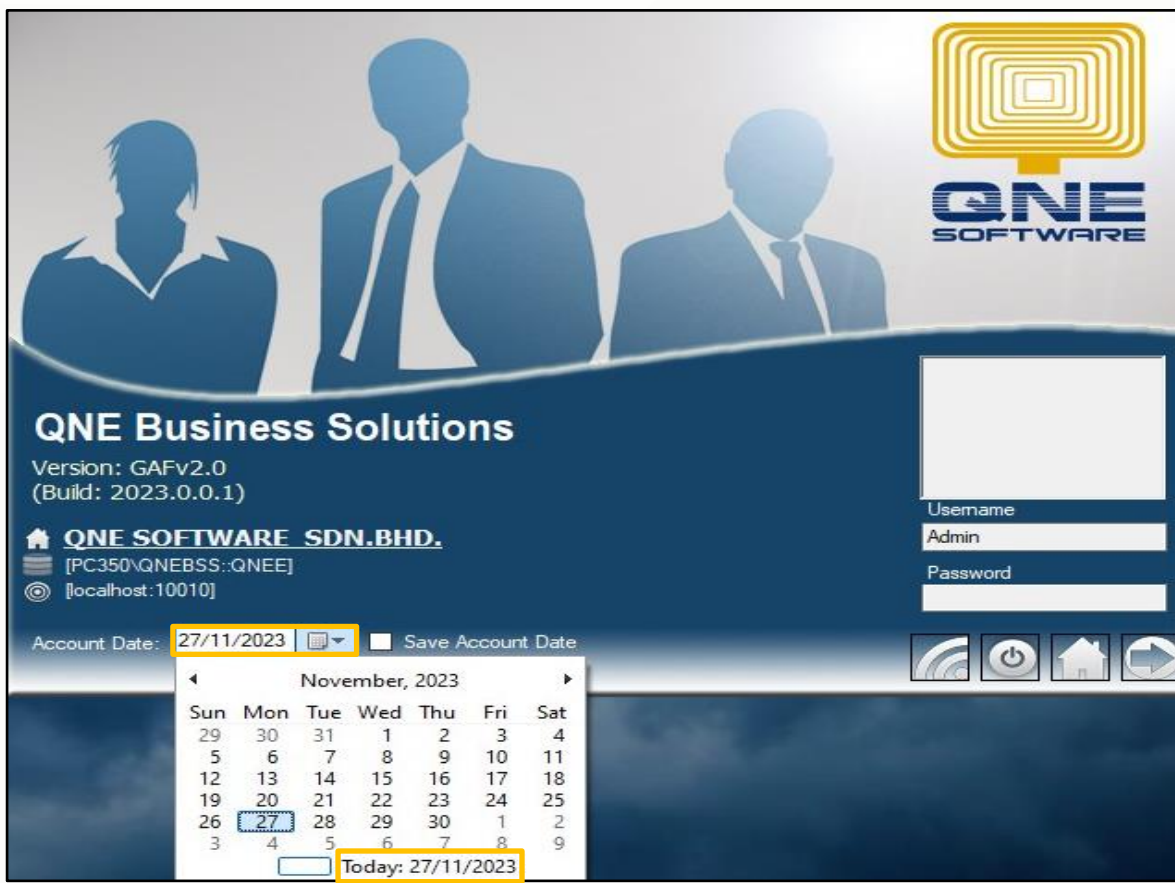 QNE
SOFTWARE
QNE Business Solutions
Version: GAFv2.0
(Build: 2023.0.0.1)
QNE SOFTWARE SDN.BHD.
[PC350\QNEBSS::QNEE]
[localhost:10010]
Username
Admin
Password
Account Date: 27/11/2023 Save Account Date
November, 2023
Sun Mon Tue Wed Thu Fri Sat
29 30 31 1 2 3 4
5 6 7 8 9 10 11
12 13 14 15 16 17 18
19 20 21 22 23 24 25
26 27 28 29 30 1 2
3 4 5 6 7 8 9
Today: 27/11/2023